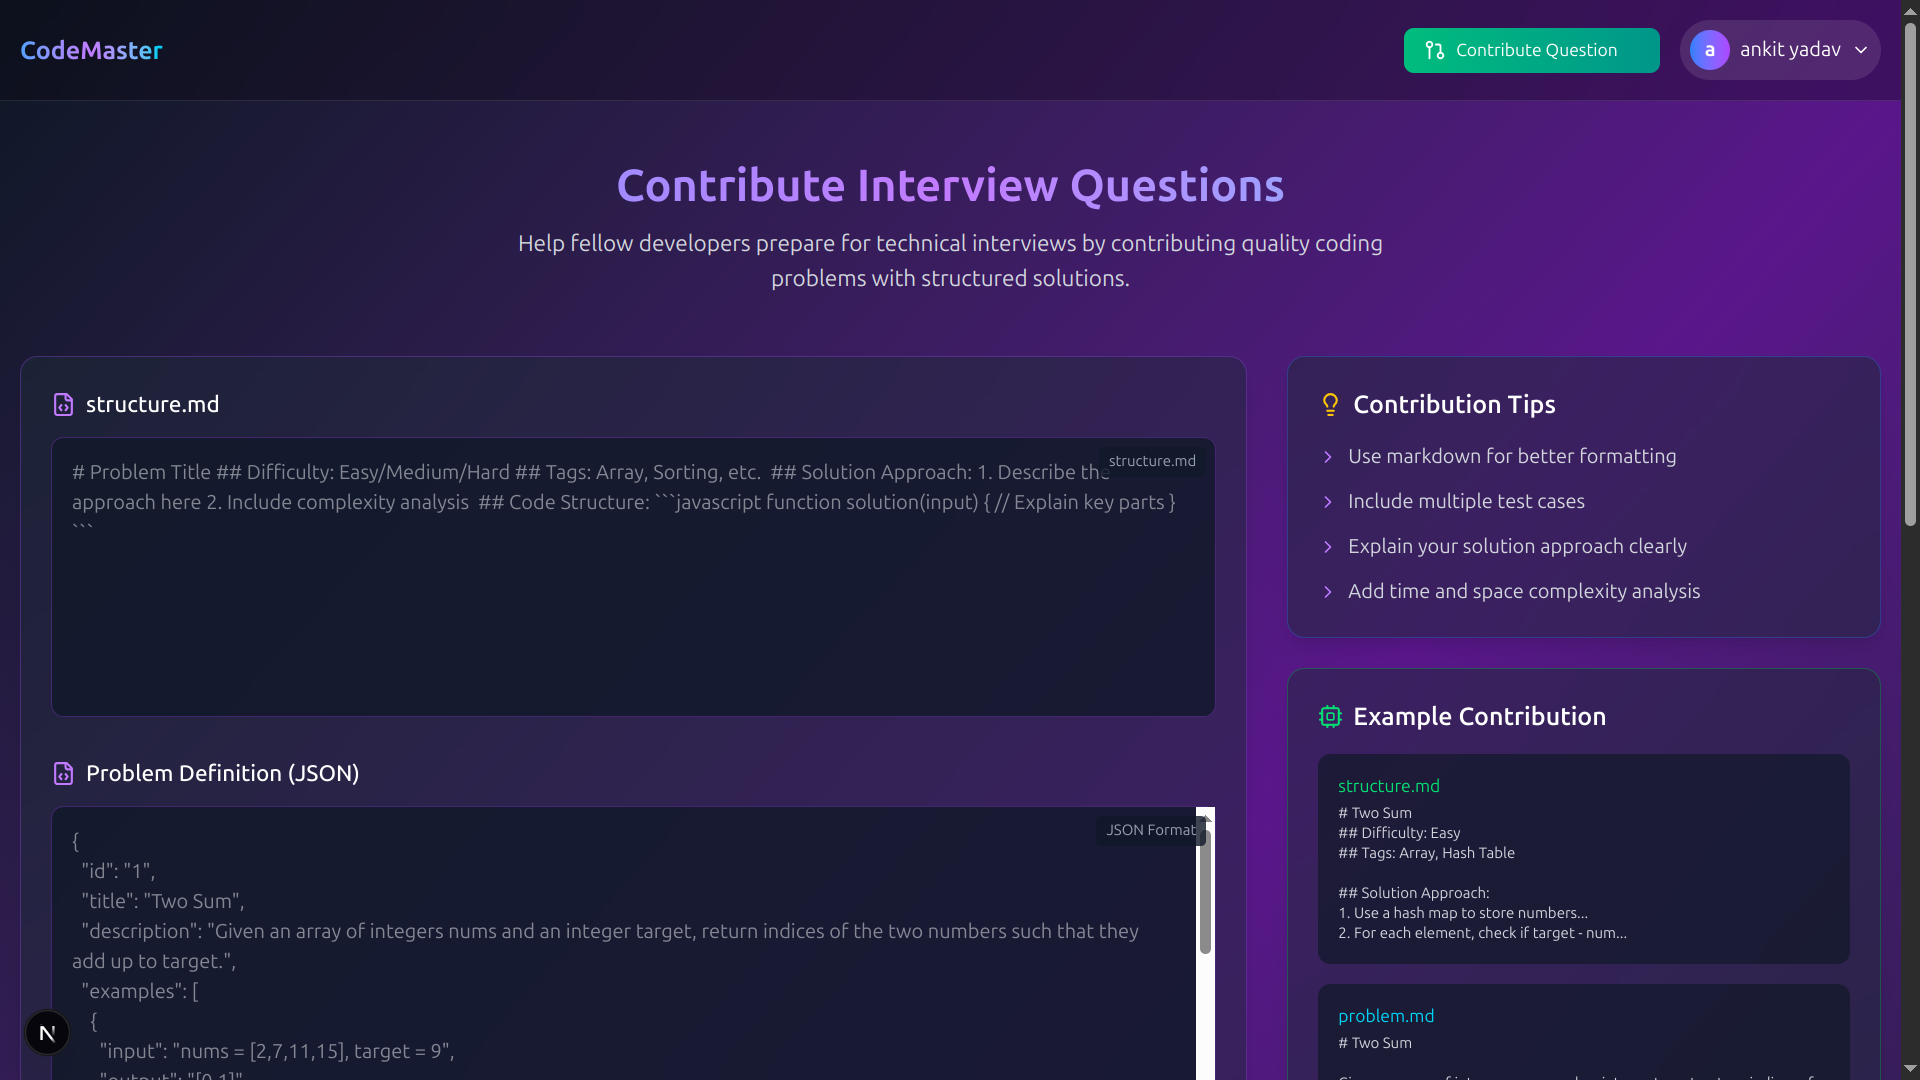 CodeMaster
Contribute Question
a
ankit yadav
Contribute Interview Questions
Help fellow developers prepare for technical interviews by contributing quality coding
problems with structured solutions.
structure.md
structure.md
# Problem Title ## Difficulty: Easy/Medium/Hard ## Tags: Array, Sorting, etc.  ## Solution Approach: 1. Describe the
approach here 2. Include complexity analysis  ## Code Structure: ```javascript function solution(input) { // Explain key parts }
```
Problem Definition (JSON)
JSON Format
{
"id": "1",
"title": "Two Sum",
"description": "Given an array of integers nums and an integer target, return indices of the two numbers such that they
add up to target.",
"examples": [
{
"input": "nums = [2,7,11,15], target = 9",
"output": "[0,1]"
N
Contribution Tips
Use markdown for better formatting
Include multiple test cases
Explain your solution approach clearly
Add time and space complexity analysis
Example Contribution
structure.md
# Two Sum
## Difficulty: Easy
## Tags: Array, Hash Table
## Solution Approach:
1. Use a hash map to store numbers...
2. For each element, check if target - num...
problem.md
# Two Sum